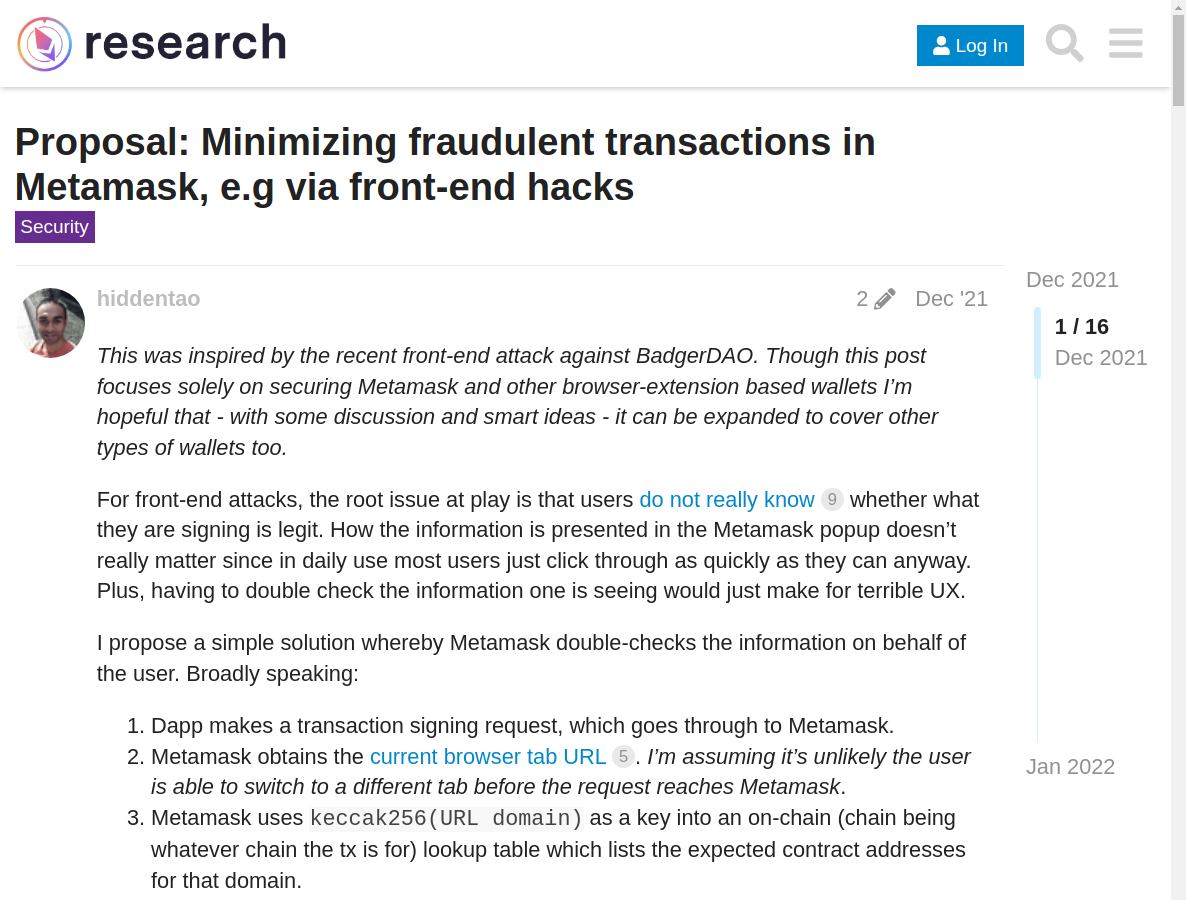 research
Log In
Proposal: Minimizing fraudulent transactions in
Metamask, e.g via front-end hacks
Security
hiddentao
2
Dec '21
Dec 2021
1 / 16
Dec 2021
Jan 2022
This was inspired by the recent front-end attack against BadgerDAO. Though this post
focuses solely on securing Metamask and other browser-extension based wallets I’m
hopeful that - with some discussion and smart ideas - it can be expanded to cover other
types of wallets too.
For front-end attacks, the root issue at play is that users do not really know 9 whether what
they are signing is legit. How the information is presented in the Metamask popup doesn’t
really matter since in daily use most users just click through as quickly as they can anyway.
Plus, having to double check the information one is seeing would just make for terrible UX.
I propose a simple solution whereby Metamask double-checks the information on behalf of
the user. Broadly speaking:
1. Dapp makes a transaction signing request, which goes through to Metamask.
2. Metamask obtains the current browser tab URL 5. I’m assuming it’s unlikely the user
is able to switch to a different tab before the request reaches Metamask.
3. Metamask uses keccak256(URL domain) as a key into an on-chain (chain being
whatever chain the tx is for) lookup table which lists the expected contract addresses
for that domain.